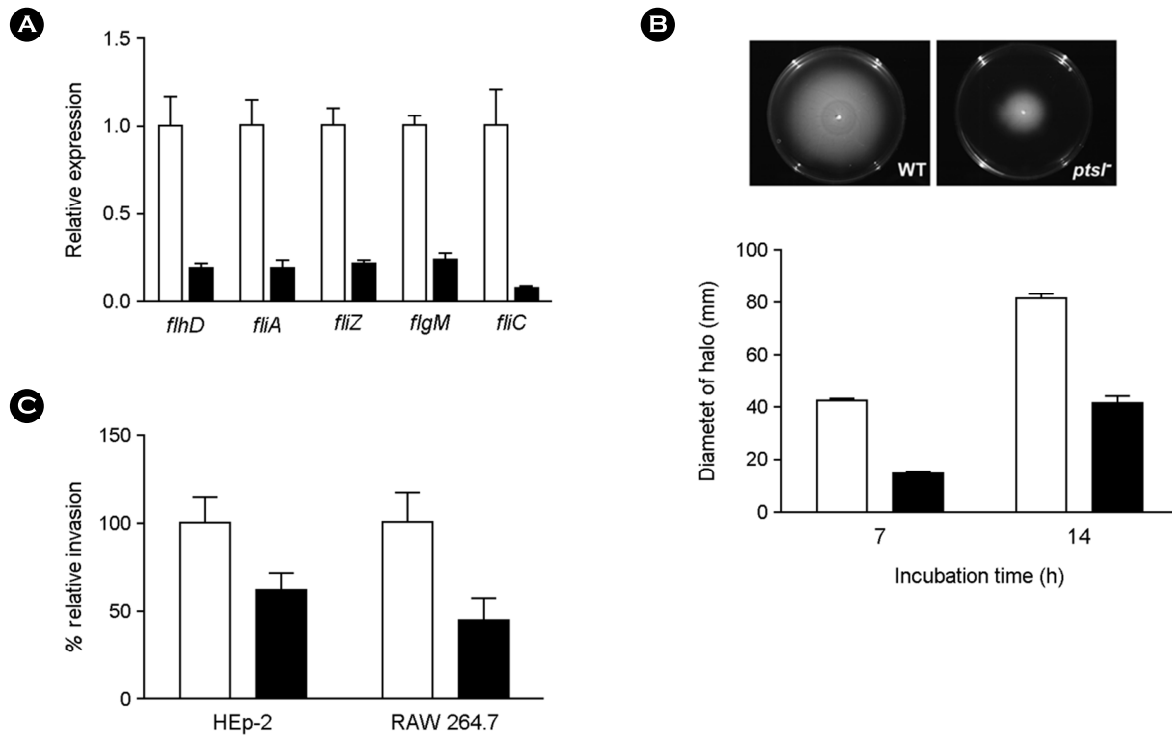 A
1.5
1.0
0.5
0.0
Relative expression
flhD fliA fliZ flgM fliC
B
WT
ptsI-
100
80
60
40
20
0
Diametet of halo (mm)
7 14
Incubation time (h)
C
150
100
50
0
% relative invasion
HEp-2 RAW 264.7